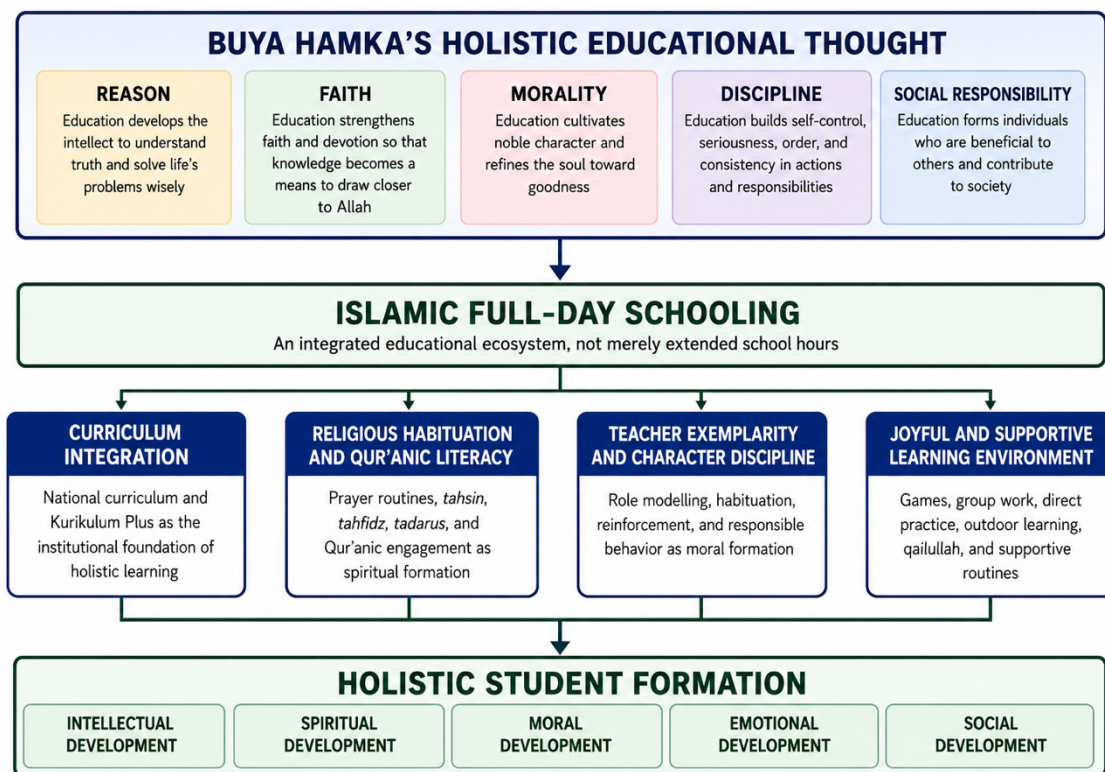 BUYA HAMKA'S HOLISTIC EDUCATIONAL THOUGHT
REASON
Education develops the
intellect to understand
truth and solve life's
problems wisely
FAITH
Education strengthens
faith and devotion so that
knowledge becomes a
means to draw closer
to Allah
MORALITY
Education cultivates
noble character and
refines the soul toward
goodness
DISCIPLINE
Education builds self-control,
seriousness, order, and
consistency in actions
and responsibilities
SOCIAL RESPONSIBILITY
Education forms individuals
who are beneficial to
others and contribute
to society
ISLAMIC FULL-DAY SCHOOLING
An integrated educational ecosystem, not merely extended school hours
CURRICULUM
INTEGRATION
National curriculum and
Kurikulum Plus as the
institutional foundation of
holistic learning
RELIGIOUS HABITUATION
AND QUR'ANIC LITERACY
Prayer routines, tahsin,
tahfidz, tadarus, and
Qur'anic engagement as
spiritual formation
TEACHER EXEMPLARITY
AND CHARACTER DISCIPLINE
Role modelling, habituation,
reinforcement, and responsible
behavior as moral formation
JOYFUL AND SUPPORTIVE
LEARNING ENVIRONMENT
Games, group work, direct
practice, outdoor learning,
qailullah, and supportive
routines
HOLISTIC STUDENT FORMATION
INTELLECTUAL
DEVELOPMENT
SPIRITUAL
DEVELOPMENT
MORAL
DEVELOPMENT
EMOTIONAL
DEVELOPMENT
SOCIAL
DEVELOPMENT